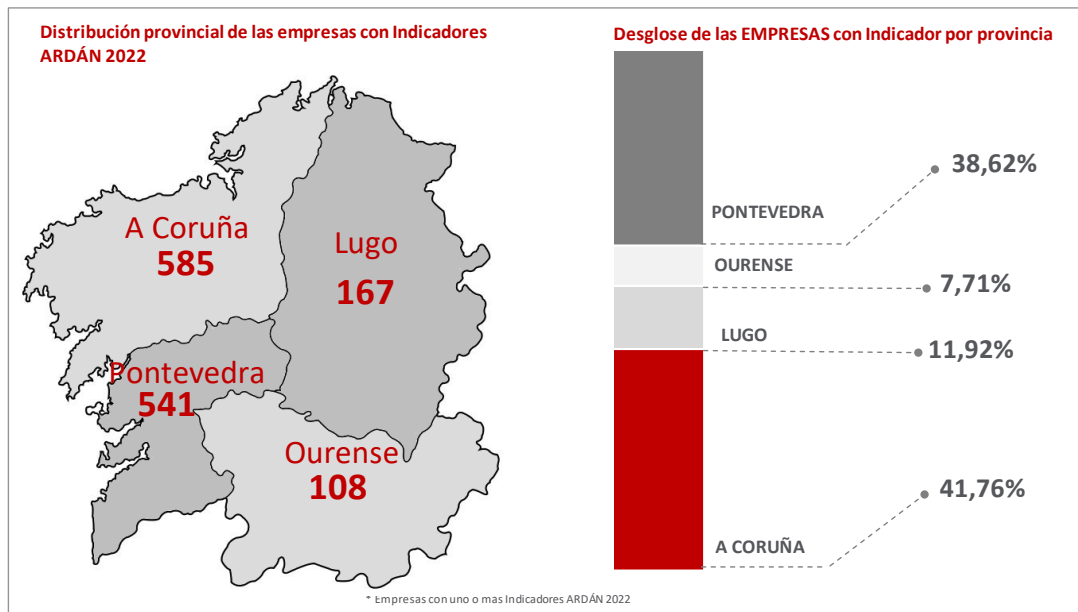 Distribución provincial de las empresas con Indicadores
ARDÁN 2022
A Coruña
585
Lugo
167
Pontevedra
541
Ourense
108
Desglose de las EMPRESAS con Indicador por provincia
38,62%
PONTEVEDRA
OURENSE
7,71%
LUGO
11,92%
41,76%
A CORUÑA
* Empresas con uno o mas Indicadores ARDÁN 2022